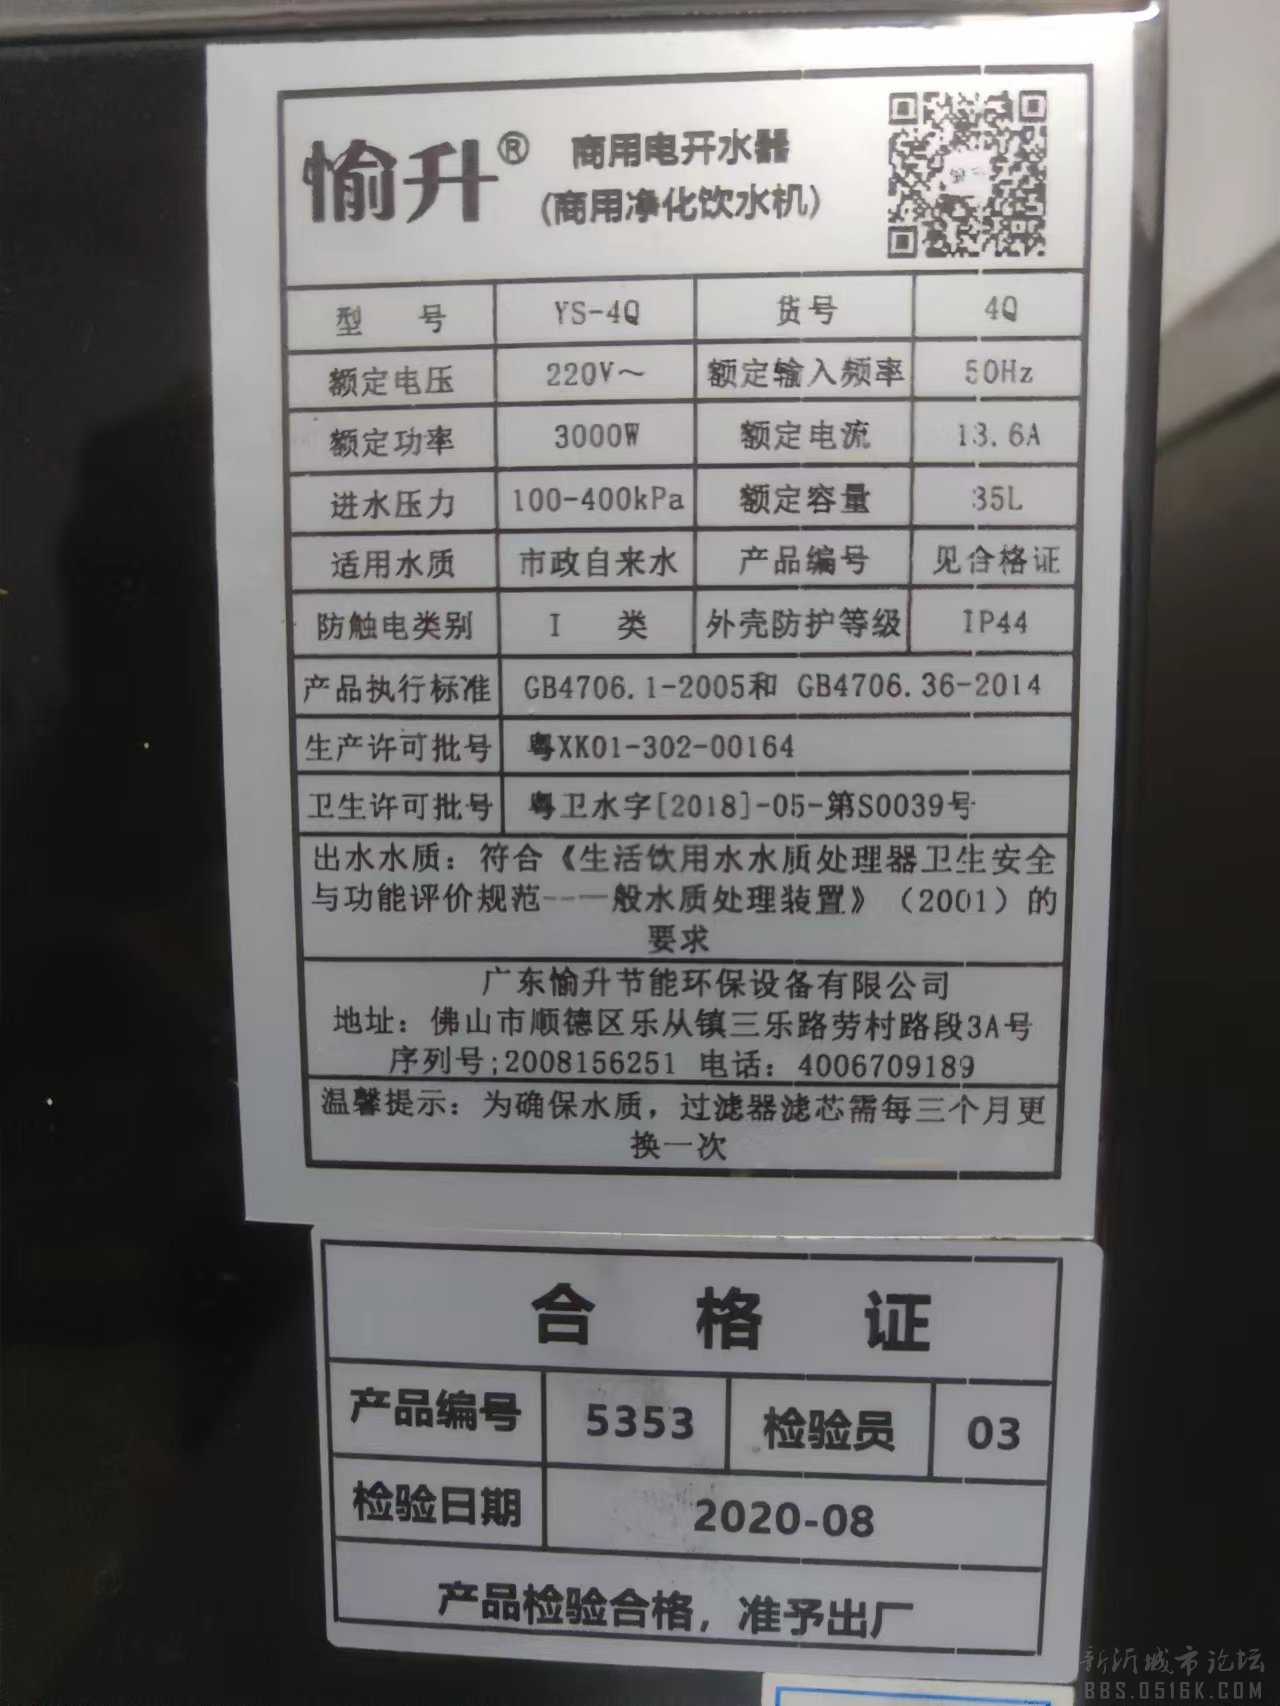 愉升® 商用电开水器
(商用净化饮水机)
型 号 YS-4Q 货号 4Q
额定电压 220V～ 额定输入频率 50Hz
额定功率 3000W 额定电流 13.6A
进水压力 100-400kPa 额定容量 35L
适用水质 市政自来水 产品编号 见合格证
防触电类别 I 类 外壳防护等级 IP44
产品执行标准 GB4706.1-2005和 GB4706.36-2014
生产许可批号 粤XK01-302-00164
卫生许可批号 粤卫水字[2018]-05-第S0039号
出水水质：符合《生活饮用水水质处理器卫生安全
与功能评价规范--一般水质处理装置》（2001）的
要求
广东愉升节能环保设备有限公司
地址：佛山市顺德区乐从镇三乐路劳村路段3A号
序列号;2008156251 电话：4006709189
温馨提示：为确保水质，过滤器滤芯需每三个月更
换一次
合 格 证
产品编号 5353 检验员 03
检验日期 2020-08
产品检验合格，准予出厂
新沂城市论坛
BBS.0516K.COM